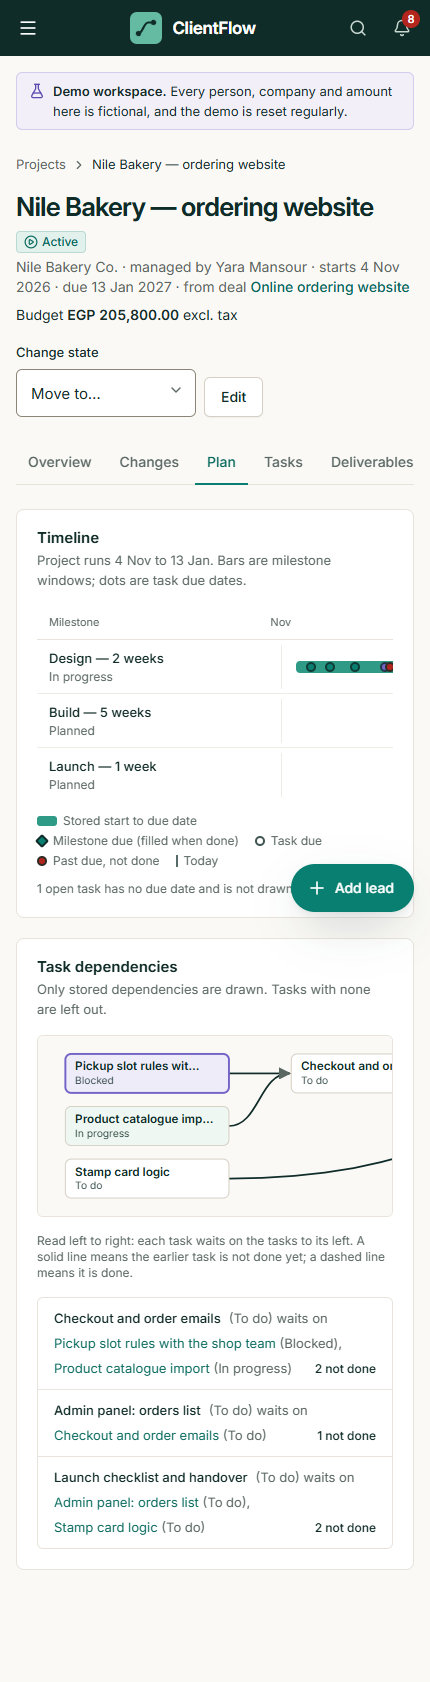 ClientFlow
8
Demo workspace. Every person, company and amount
here is fictional, and the demo is reset regularly.
Projects > Nile Bakery — ordering website
Nile Bakery — ordering website
Active
Nile Bakery Co. · managed by Yara Mansour · starts 4 Nov
2026 · due 13 Jan 2027 · from deal Online ordering website
Budget EGP 205,800.00 excl. tax
Change state
Move to...
Edit
Overview Changes Plan Tasks Deliverables
Timeline
Project runs 4 Nov to 13 Jan. Bars are milestone
windows; dots are task due dates.
Milestone Nov
Design — 2 weeks
In progress
Build — 5 weeks
Planned
Launch — 1 week
Planned
Stored start to due date
Milestone due (filled when done) Task due
Past due, not done Today
1 open task has no due date and is not drawn
Add lead
Task dependencies
Only stored dependencies are drawn. Tasks with none
are left out.
Pickup slot rules wit...
Blocked
Checkout and or
To do
Product catalogue imp...
In progress
Stamp card logic
To do
Read left to right: each task waits on the tasks to its left. A
solid line means the earlier task is not done yet; a dashed line
means it is done.
Checkout and order emails (To do) waits on
Pickup slot rules with the shop team (Blocked),
Product catalogue import (In progress) 2 not done
Admin panel: orders list (To do) waits on
Checkout and order emails (To do) 1 not done
Launch checklist and handover (To do) waits on
Admin panel: orders list (To do),
Stamp card logic (To do) 2 not done